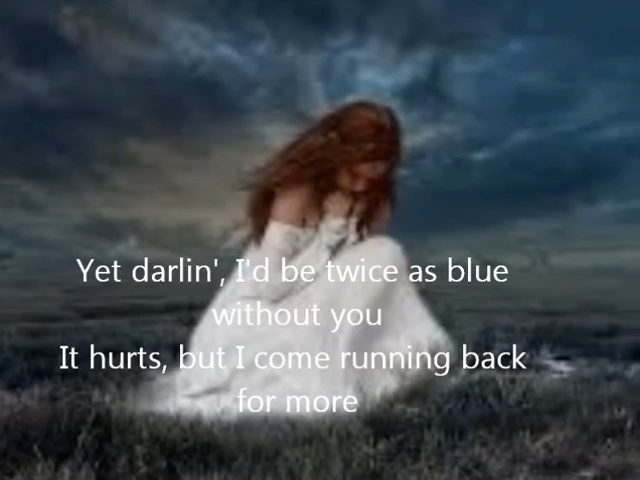 Yet darlin', I'd be twice as blue
without you
It hurts, but I come running back
for more